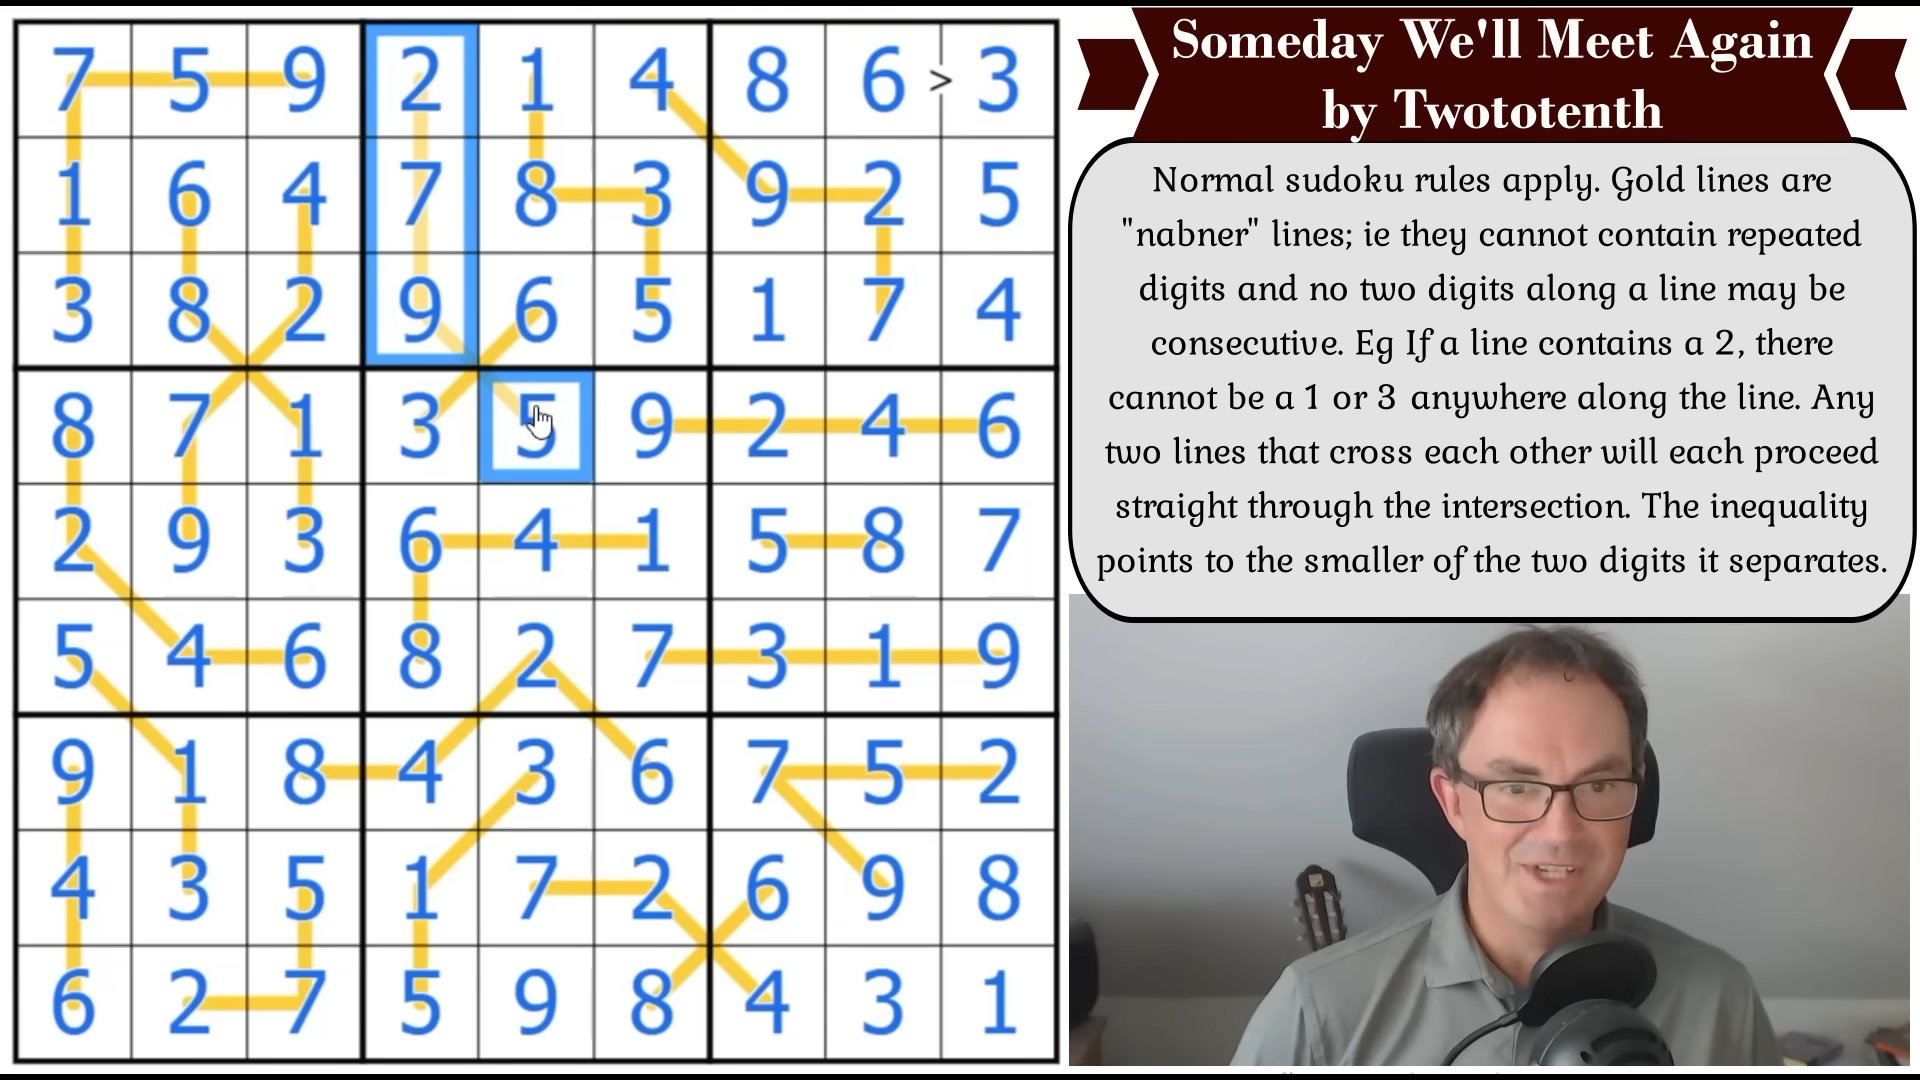 Someday We'll Meet Again
by Twototenth
Normal sudoku rules apply. Gold lines are
"nabner" lines; ie they cannot contain repeated
digits and no two digits along a line may be
consecutive. Eg If a line contains a 2, there
cannot be a 1 or 3 anywhere along the line. Any
two lines that cross each other will each proceed
straight through the intersection. The inequality
points to the smaller of the two digits it separates.
7 5 9 2 1 4 8 6 > 3
1 6 4 7 8 3 9 2 5
3 8 2 9 6 5 1 7 4
8 7 1 3 5 9 2 4 6
2 9 3 6 4 1 5 8 7
5 4 6 8 2 7 3 1 9
9 1 8 4 3 6 7 5 2
4 3 5 1 7 2 6 9 8
6 2 7 5 9 8 4 3 1